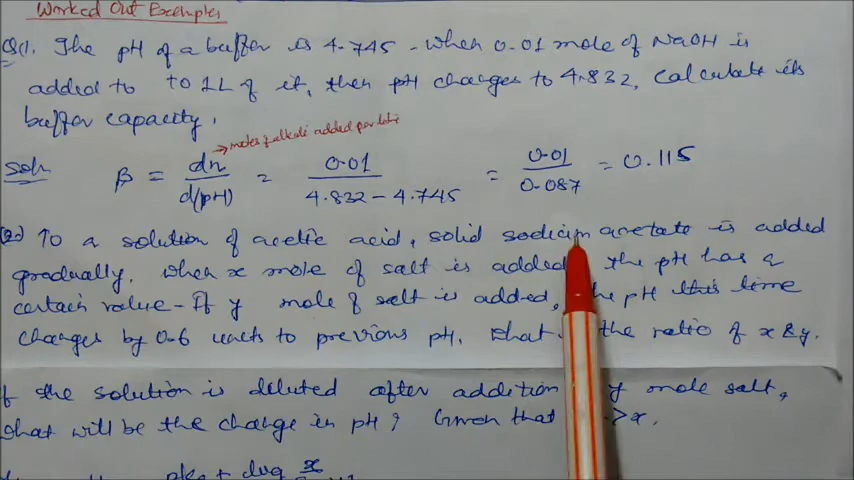 Worked Out Examples
Q1. The pH of a buffer is 4.745 - when 0.01 mole of NaOH is
added to to 1L of it, then pH changes to 4.832, Calculate its
buffer capacity.
→ moles of alkali added per litre
Soln β = dn / d(pH) = 0.01 / 4.832 - 4.745 = 0.01 / 0.087 = 0.115
Q2) To a solution of acetic acid, solid sodium acetate is added
gradually. When x mole of salt is added the pH has a
certain value - If y mole of salt is added, the pH this time
changes by 0.6 units to previous pH. What the ratio of x & y.
If the solution is diluted after addition y mole salt,
what will be the change in pH? Given that > x.
pKa + log x